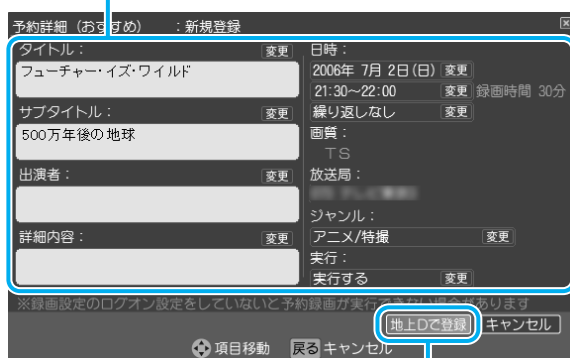 予約詳細（おすすめ）　：新規登録
タイトル：　変更
フューチャー・イズ・ワイルド
サブタイトル：　変更
500万年後の地球
出演者：　変更
詳細内容：　変更
日時：
2006年 7月 2日(日)　変更
21:30～22:00　変更　録画時間 30分
繰り返しなし　変更
画質：
TS
放送局：
ジャンル：
アニメ/特撮　変更
実行：
実行する　変更
※録画設定のログオン設定をしていないと予約録画が実行できない場合があります
地上Dで登録　キャンセル
項目移動　戻る キャンセル